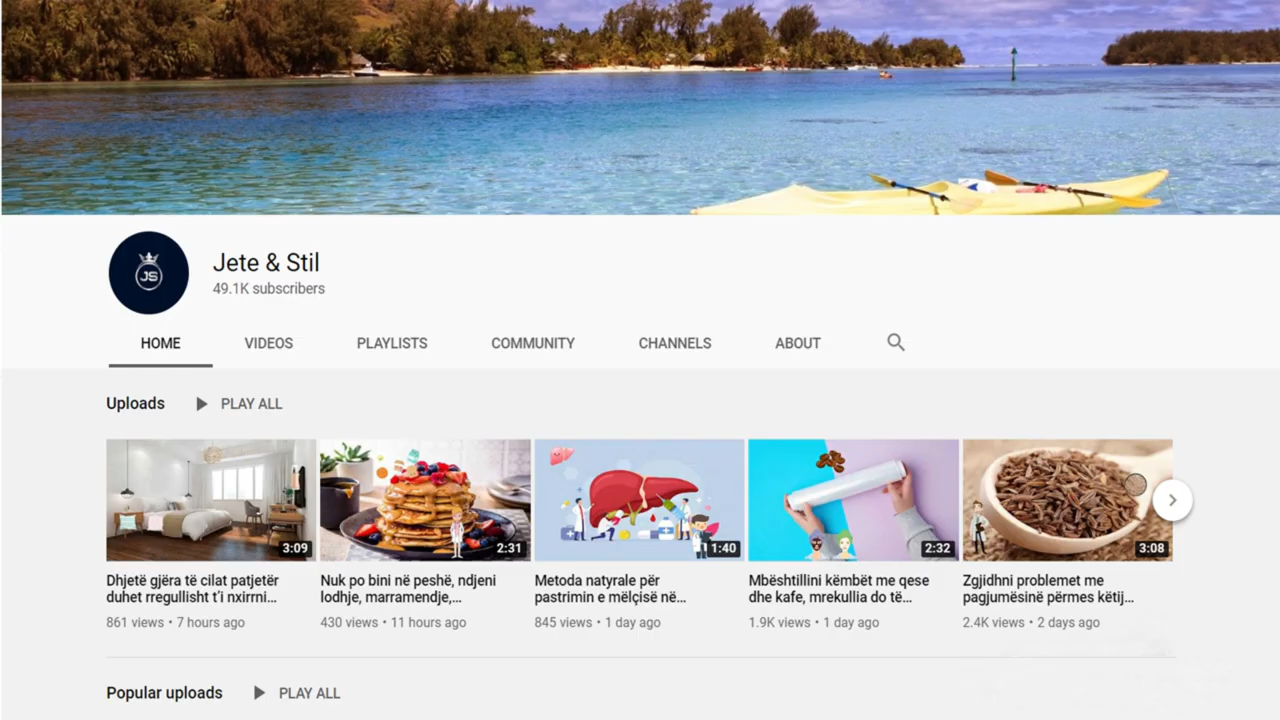 JS
Jete & Stil
49.1K subscribers
HOME VIDEOS PLAYLISTS COMMUNITY CHANNELS ABOUT
Uploads PLAY ALL
3:09 2:31 1:40 2:32 3:08
Dhjetë gjëra të cilat patjetër
duhet rregullisht t'i nxirrni...
861 views • 7 hours ago
Nuk po bini në peshë, ndjeni
lodhje, marramendje,...
430 views • 11 hours ago
Metoda natyrale për
pastrimin e mëlçisë në...
845 views • 1 day ago
Mbështillini këmbët me qese
dhe kafe, mrekullia do të...
1.9K views • 1 day ago
Zgjidhni problemet me
pagjumësinë përmes këtij...
2.4K views • 2 days ago
Popular uploads PLAY ALL